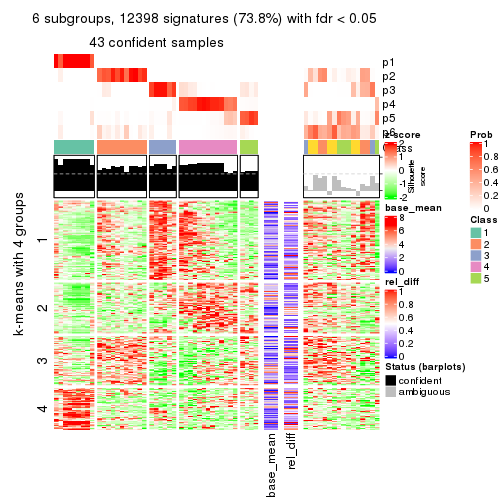 6 subgroups, 12398 signatures (73.8%) with fdr < 0.05
43 confident samples
p1
p2
p3
p4
p5
p6
Class
z-score
2
1
0
-1
-2
Silhouette
score
Prob
1
0.8
0.6
0.4
0.2
0
base_mean
8
6
4
2
0
Class
1
2
3
4
5
rel_diff
1
0.8
0.6
0.4
0.2
0
Status (barplots)
confident
ambiguous
k-means with 4 groups
1
2
3
4
base_mean
rel_diff